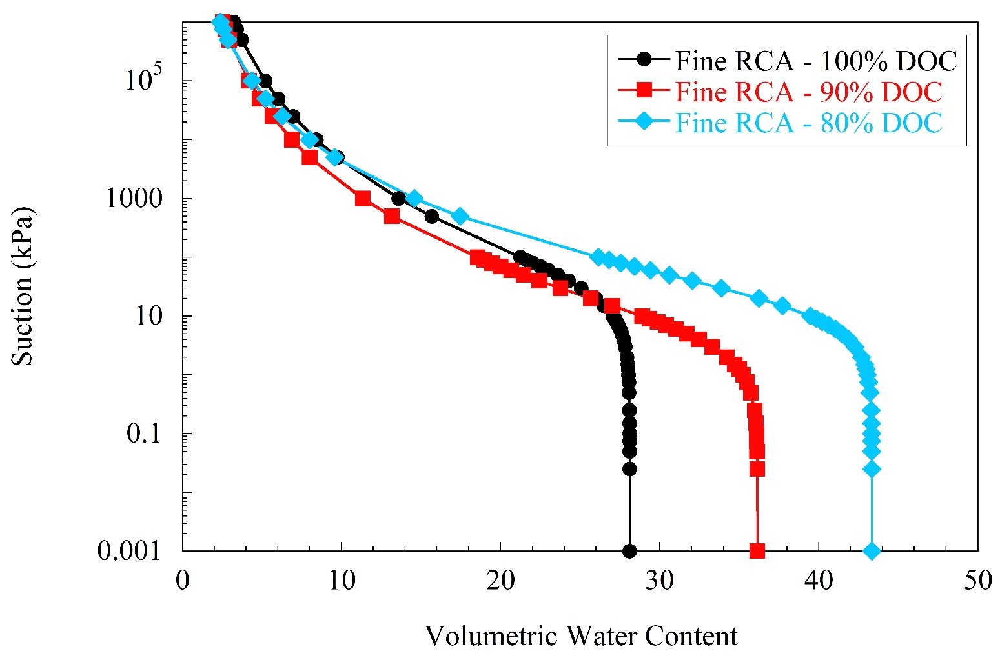 Fine RCA - 100% DOC
Fine RCA - 90% DOC
Fine RCA - 80% DOC
10^5
1000
10
0.1
0.001
Suction (kPa)
0 10 20 30 40 50
Volumetric Water Content